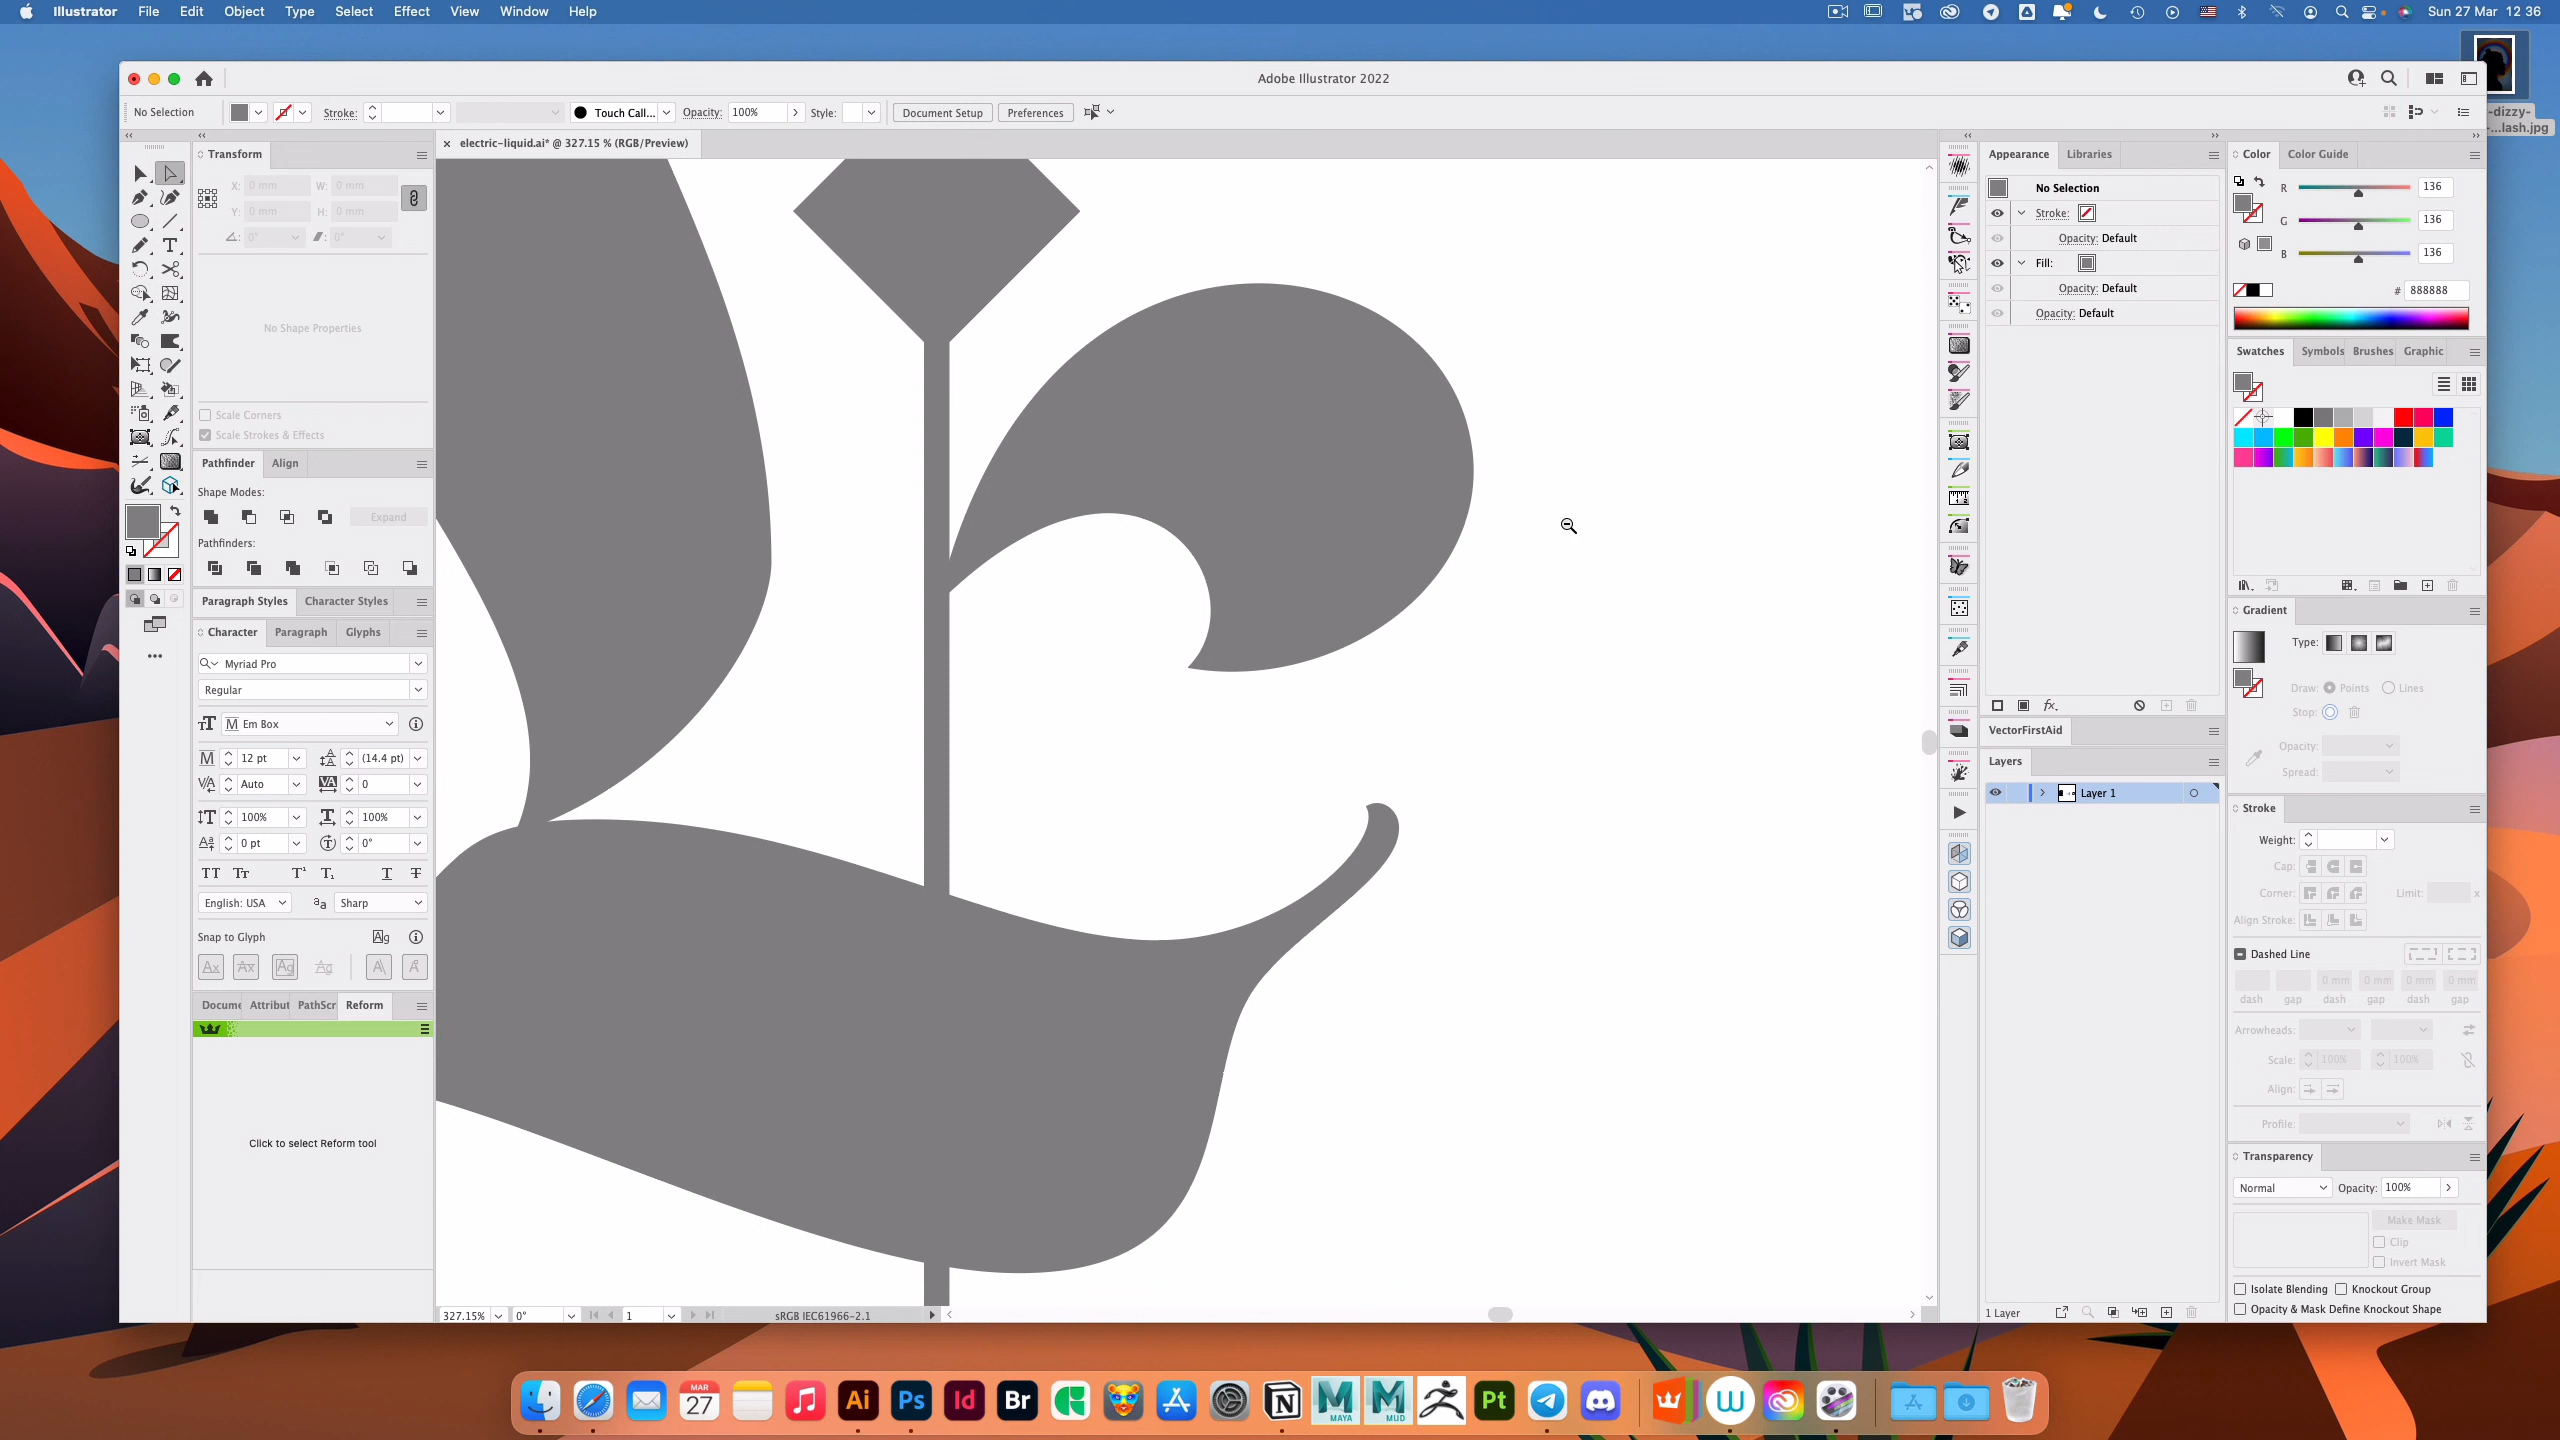 Illustrator File Edit Object Type Select Effect View Window Help
Sun 27 Mar 12 36
-dizzy-
-...lash.jpg
Adobe Illustrator 2022
No Selection
Stroke:
Touch Call...
Opacity: 100%
Style:
Document Setup
Preferences
× electric-liquid.ai* @ 327.15 % (RGB/Preview)
Transform
X: 0 mm W: 0 mm
Y: 0 mm H: 0 mm
0° 0°
No Shape Properties
Scale Corners
Scale Strokes & Effects
Pathfinder Align
Shape Modes:
Expand
Pathfinders:
Paragraph Styles Character Styles
Character Paragraph Glyphs
Myriad Pro
Regular
Em Box
12 pt (14.4 pt)
Auto 0
100% 100%
0 pt 0°
English: USA
Sharp
Snap to Glyph
Docume Attribut PathScr Reform
Click to select Reform tool
327.15% 0° 1 sRGB IEC61966-2.1
Appearance Libraries
No Selection
Stroke:
Opacity: Default
Fill:
Opacity: Default
Opacity: Default
VectorFirstAid
Layers
Layer 1
1 Layer
Color Color Guide
R 136
G 136
B 136
# 888888
Swatches Symbols Brushes Graphic
Gradient
Type:
Draw: Points Lines
Stop:
Opacity:
Spread:
Stroke
Weight:
Cap:
Corner: Limit: x
Align Stroke:
Dashed Line
0 mm 0 mm 0 mm 0 mm
dash gap dash gap dash gap
Arrowheads:
Scale: 100% 100%
Align:
Profile:
Transparency
Normal Opacity: 100%
Make Mask
Clip
Invert Mask
Isolate Blending Knockout Group
Opacity & Mask Define Knockout Shape
MAR
27
Ai Ps Id Br
MAYA
MUD
Pt